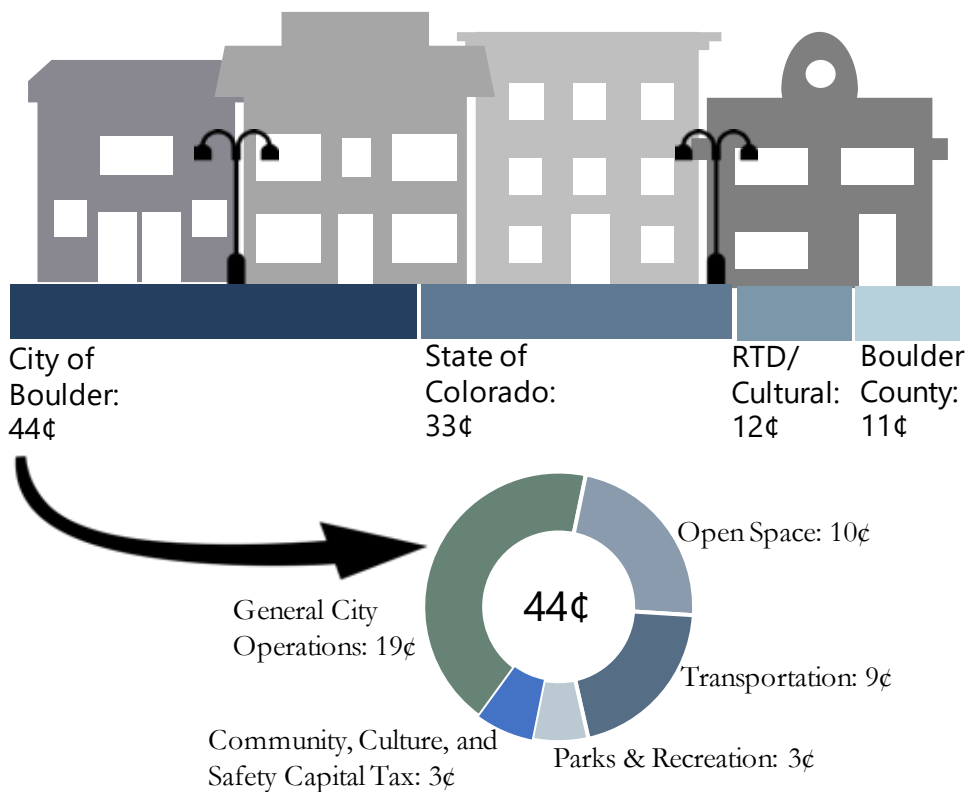 City of
Boulder:
44¢
State of
Colorado:
33¢
RTD/
Cultural:
12¢
Boulder
County:
11¢
Open Space: 10¢
44¢
General City
Operations: 19¢
Transportation: 9¢
Community, Culture, and
Safety Capital Tax: 3¢
Parks & Recreation: 3¢